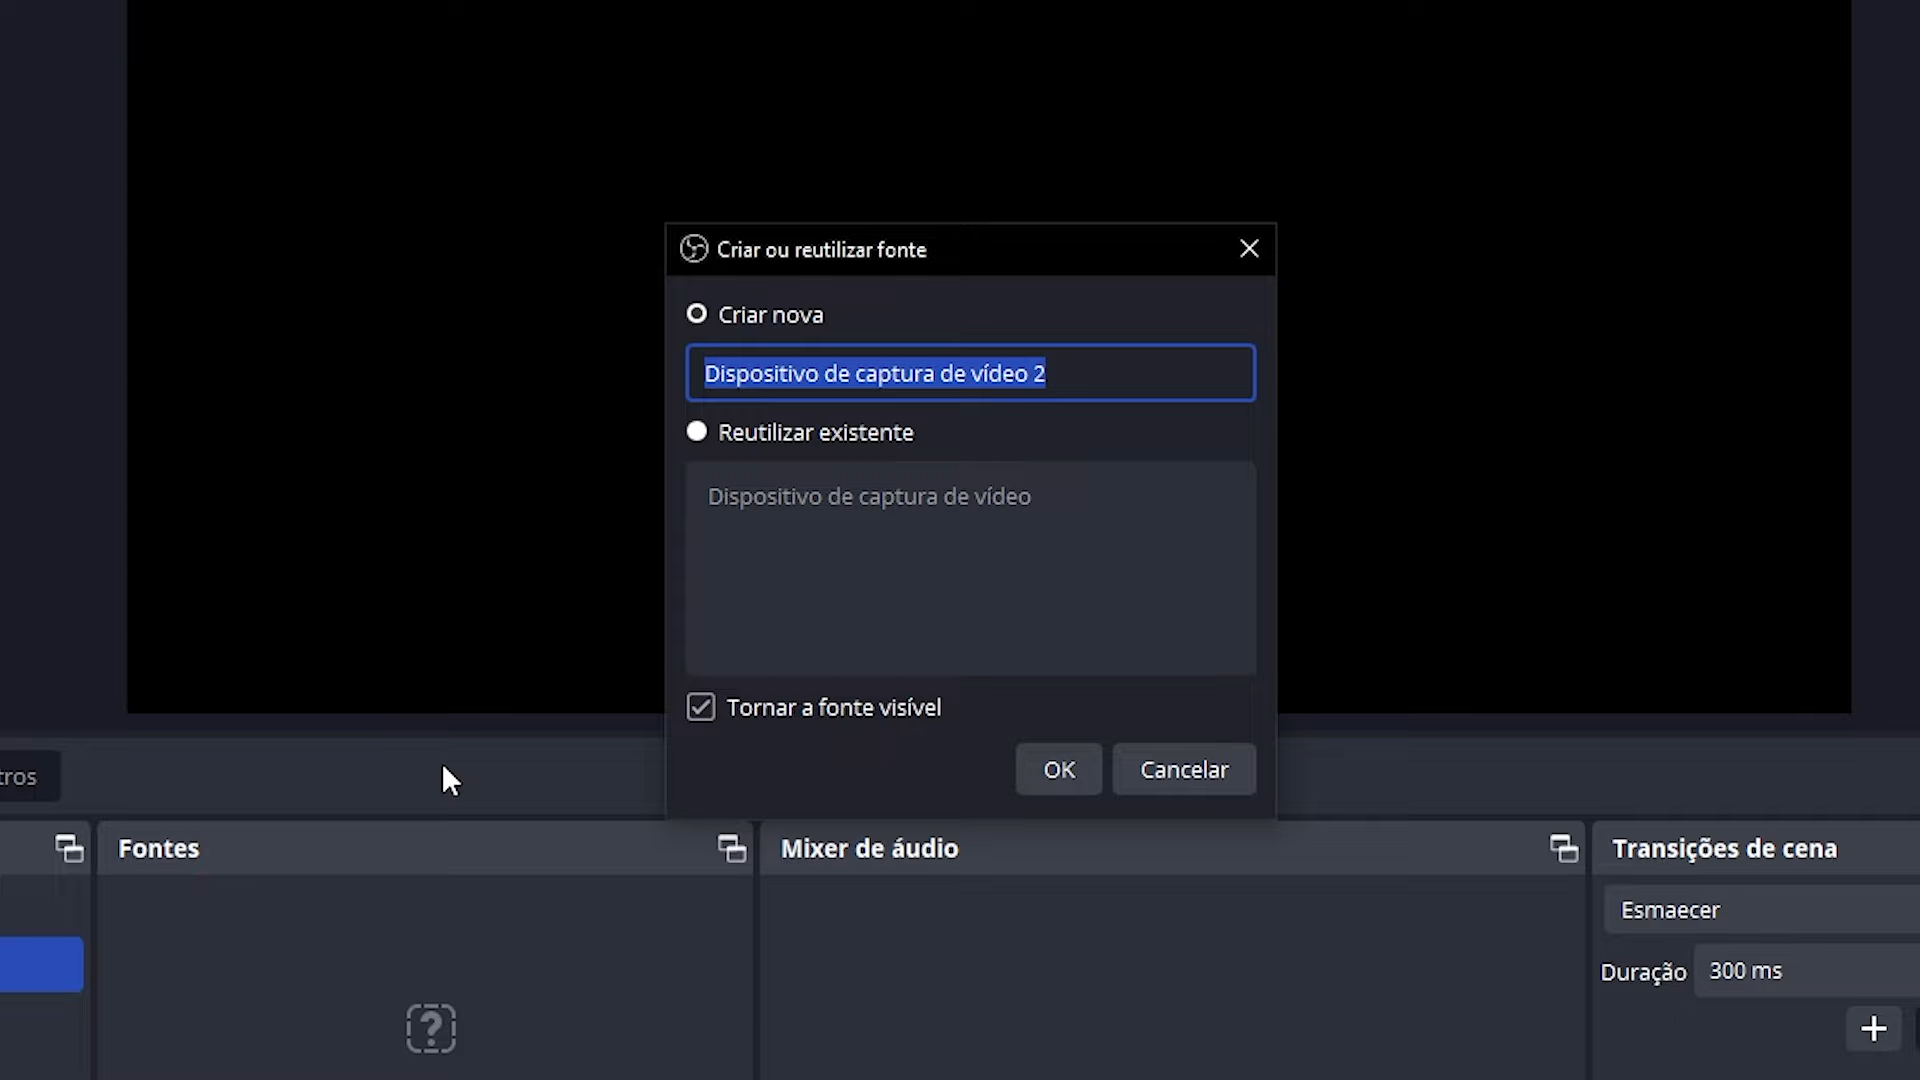 Criar ou reutilizar fonte
Criar nova
Dispositivo de captura de vídeo 2
Reutilizar existente
Dispositivo de captura de vídeo
Tornar a fonte visível
OK Cancelar
tros
Fontes Mixer de áudio Transições de cena
Esmaecer
Duração 300 ms